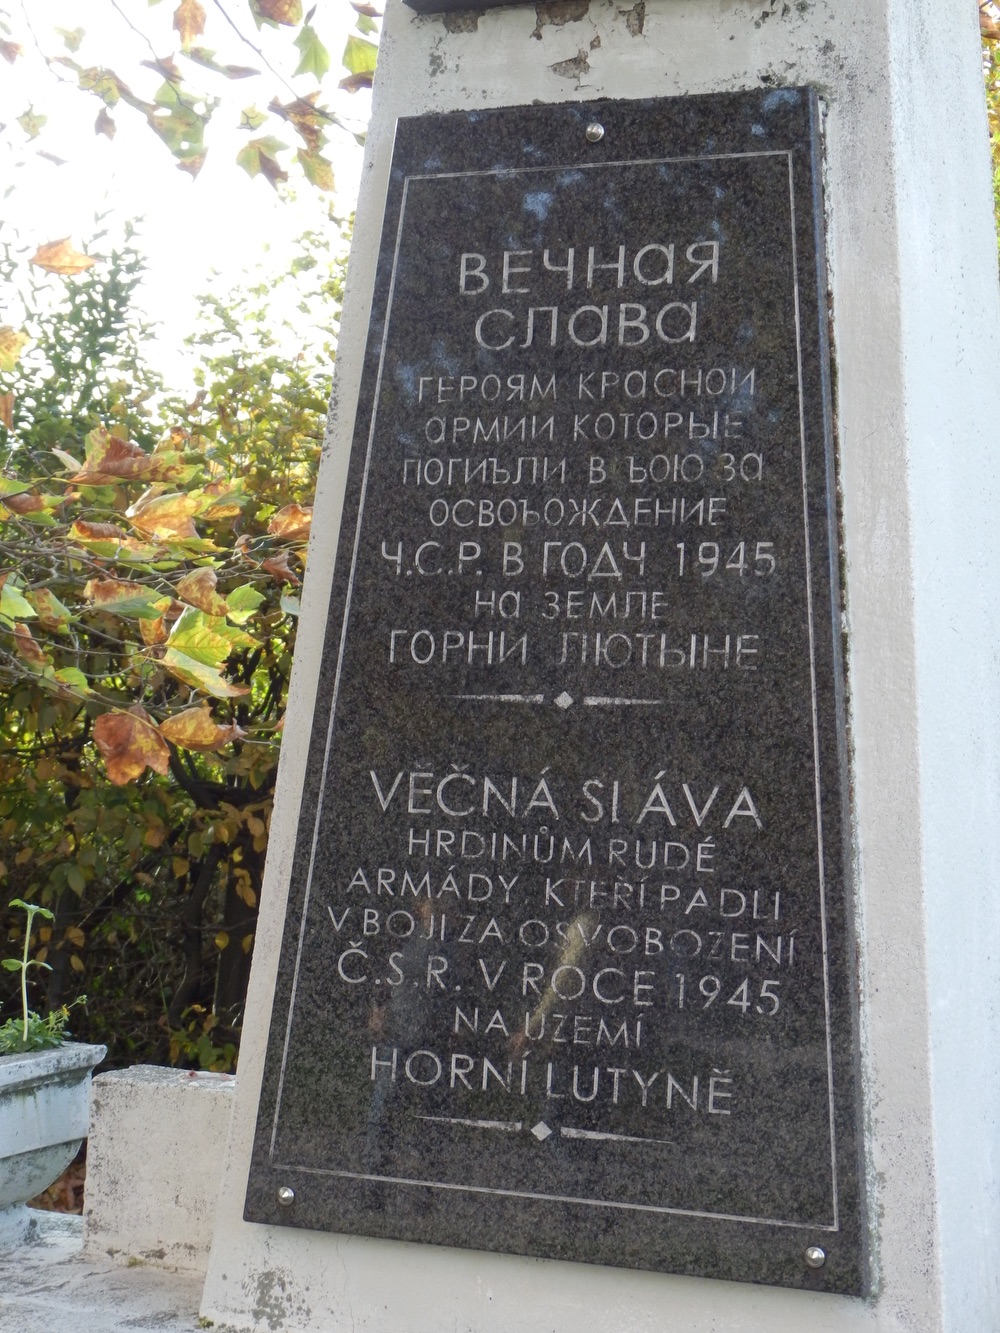 ВЕЧНАЯ
СЛАВА
ГЕРОЯМ КРАСНОИ
АРМИИ КОТОРЫЕ
ПОГИЪЛИ В ЪОЮ ЗА
ОСВОЪОЖДЕНИЕ
Ч.С.Р. В ГОДЧ 1945
НА ЗЕМЛЕ
ГОРНИ ЛЮТЫНЕ
VĚČNÁ SLÁVA
HRDINŮM RUDÉ
ARMÁDY, KTEŘÍ PADLI
V BOJI ZA OSVOBOZENÍ
Č.S.R. V ROCE 1945
NA ÚZEMÍ
HORNÍ LUTYNĚ